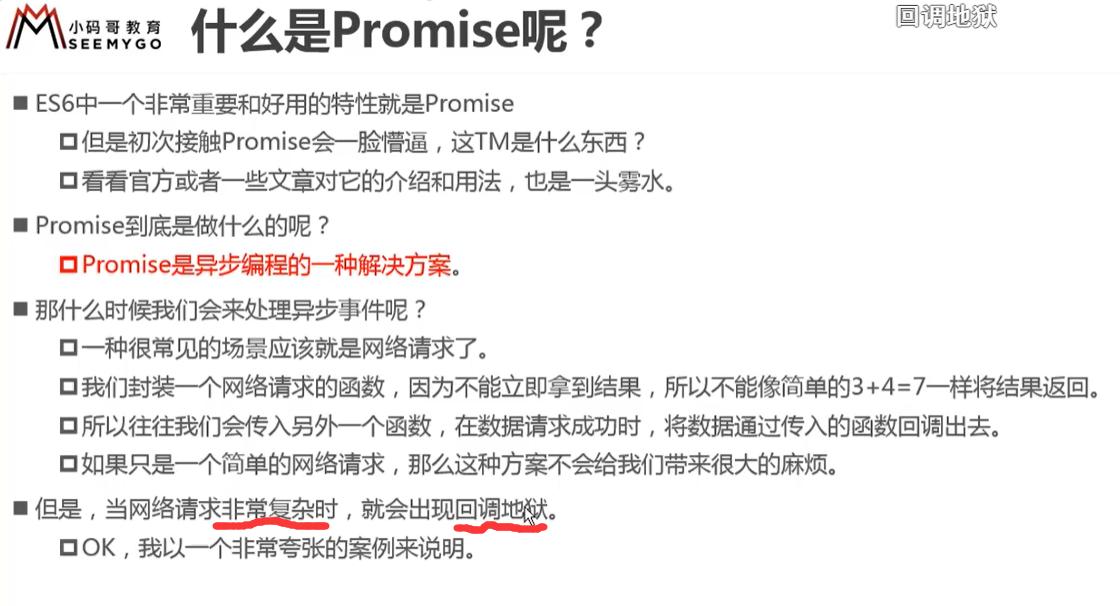 小码哥教育
SEEMYGO
什么是Promise呢？
回调地狱
ES6中一个非常重要和好用的特性就是Promise
但是初次接触Promise会一脸懵逼，这TM是什么东西？
看看官方或者一些文章对它的介绍和用法，也是一头雾水。
Promise到底是做什么的呢？
Promise是异步编程的一种解决方案。
那什么时候我们会来处理异步事件呢？
一种很常见的场景应该就是网络请求了。
我们封装一个网络请求的函数，因为不能立即拿到结果，所以不能像简单的3+4=7一样将结果返回。
所以往往我们会传入另外一个函数，在数据请求成功时，将数据通过传入的函数回调出去。
如果只是一个简单的网络请求，那么这种方案不会给我们带来很大的麻烦。
但是，当网络请求非常复杂时，就会出现回调地狱。
OK，我以一个非常夸张的案例来说明。